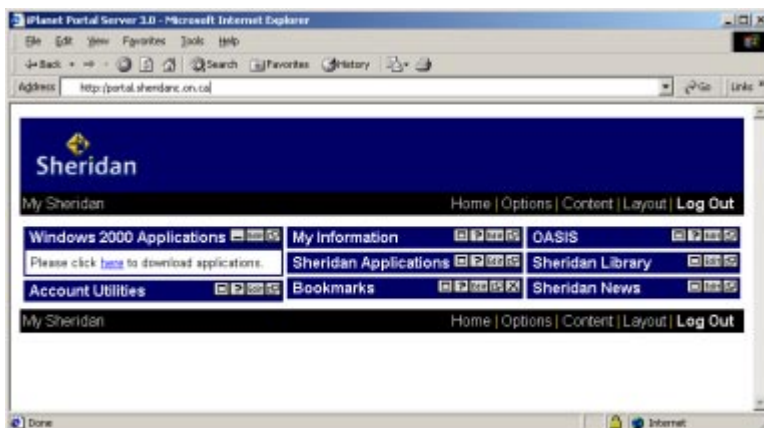 iPlanet Portal Server 3.0 - Microsoft Internet Explorer
File Edit View Favorites Tools Help
Back Search Favorites History
Address http:/portal.sheridanc.on.ca Go Links
Sheridan
My Sheridan Home | Options | Content | Layout | Log Out
Windows 2000 Applications My Information OASIS
Please click here to download applications. Sheridan Applications Sheridan Library
Account Utilities Bookmarks Sheridan News
My Sheridan Home | Options | Content | Layout | Log Out
Done Internet